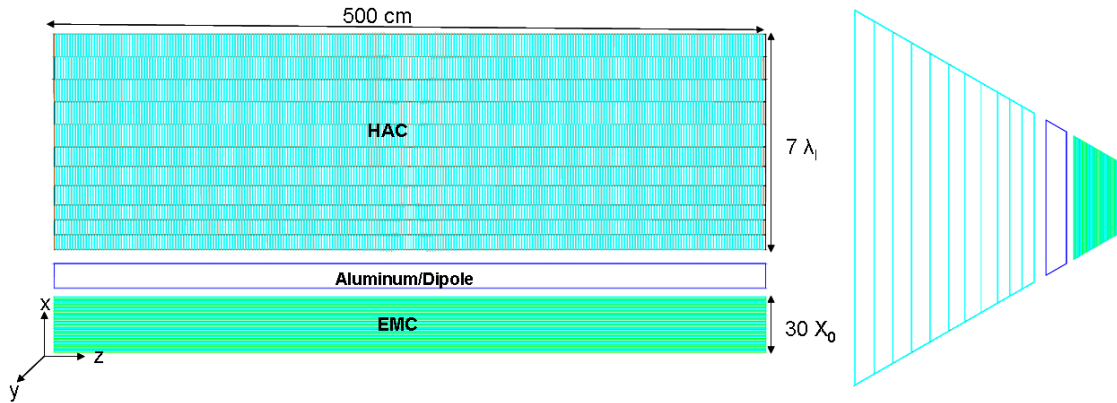 500 cm
HAC
7 λI
Aluminum/Dipole
x
EMC
30 X0
z
y